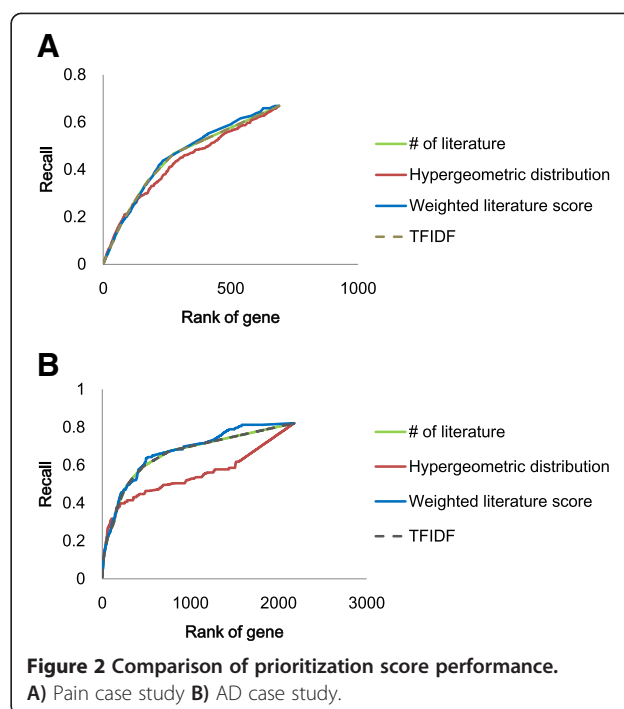 A
0.8
0.6
0.4
0.2
0
Recall
0
500
1000
Rank of gene
# of literature
Hypergeometric distribution
Weighted literature score
TFIDF
B
1
0.8
0.6
0.4
0.2
0
Recall
0
1000
2000
3000
Rank of gene
# of literature
Hypergeometric distribution
Weighted literature score
TFIDF
Figure 2 Comparison of prioritization score performance.
A) Pain case study B) AD case study.